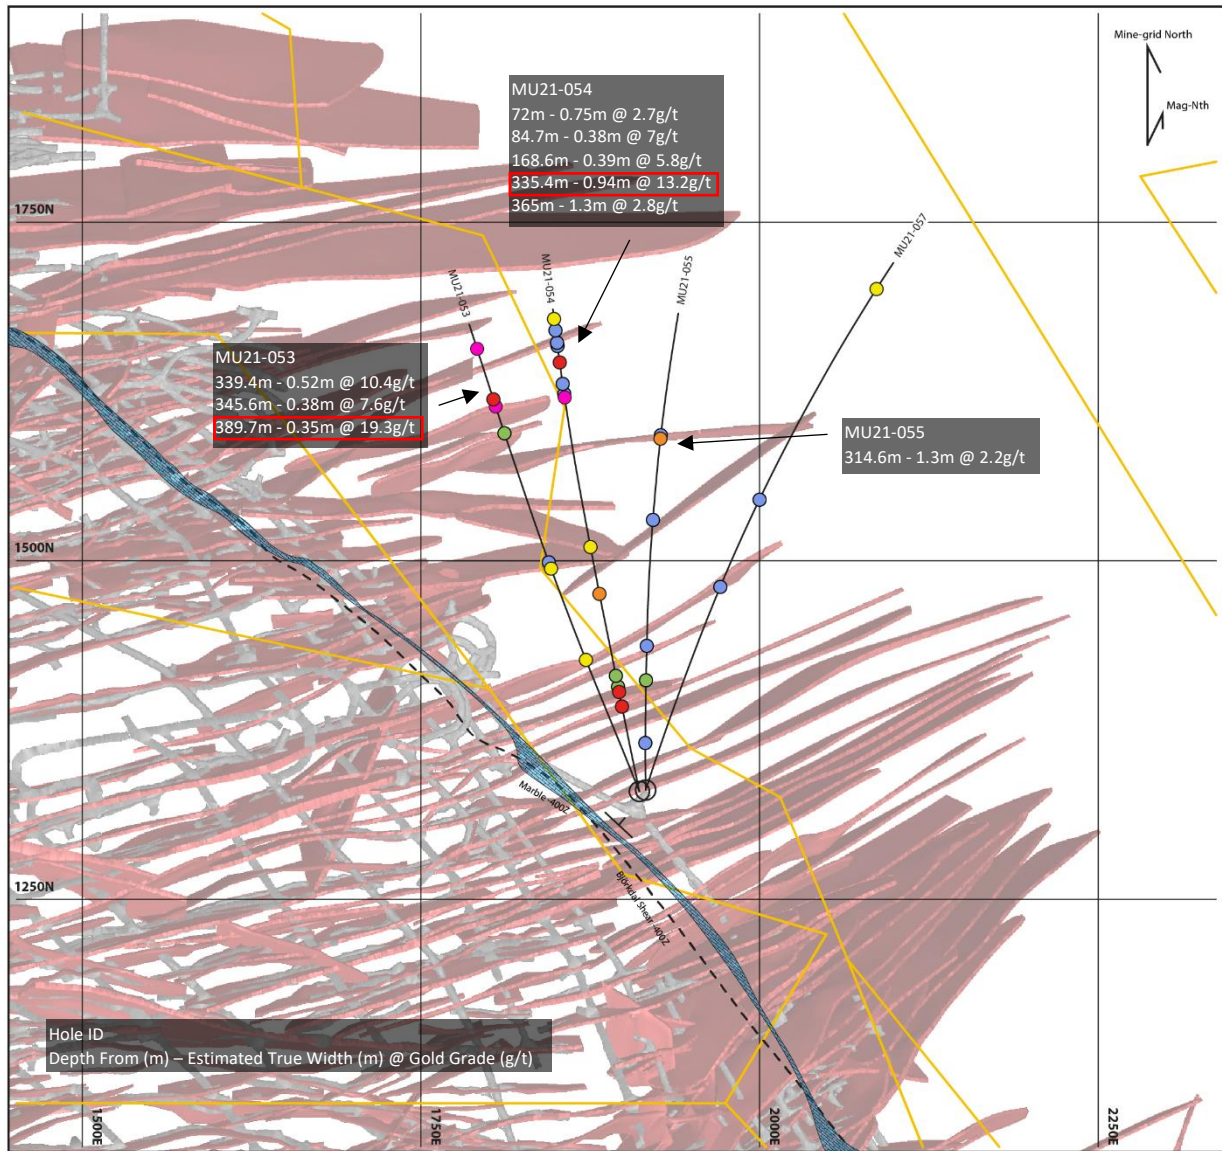 Mine-grid North
Mag-Nth
MU21-054
72m - 0.75m @ 2.7g/t
84.7m - 0.38m @ 7g/t
168.6m - 0.39m @ 5.8g/t
335.4m - 0.94m @ 13.2g/t
365m - 1.3m @ 2.8g/t
1750N
MU21-053
MU21-054
MU21-055
MU21-057
MU21-053
339.4m - 0.52m @ 10.4g/t
345.6m - 0.38m @ 7.6g/t
389.7m - 0.35m @ 19.3g/t
MU21-055
314.6m - 1.3m @ 2.2g/t
1500N
Marble -400Z
Björkdal Shear -400Z
1250N
Hole ID
Depth From (m) – Estimated True Width (m) @ Gold Grade (g/t)
1500E
1750E
2000E
2250E